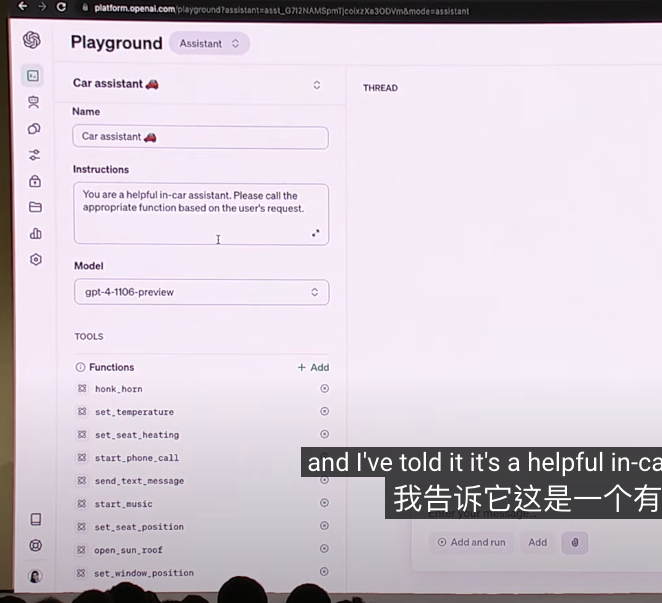 platform.openai.com/playground?assistant=asst_G7I2NAMSpmTjcolxzXa3ODVm&mode=assistant
Playground
Assistant
Car assistant 🚗
THREAD
Name
Car assistant 🚗
Instructions
You are a helpful in-car assistant. Please call the
appropriate function based on the user's request.
Model
gpt-4-1106-preview
TOOLS
Functions
+ Add
honk_horn
set_temperature
set_seat_heating
start_phone_call
send_text_message
start_music
set_seat_position
open_sun_roof
set_window_position
and I've told it it's a helpful in-ca
我告诉它这是一个有
Enter your message...
Add and run
Add